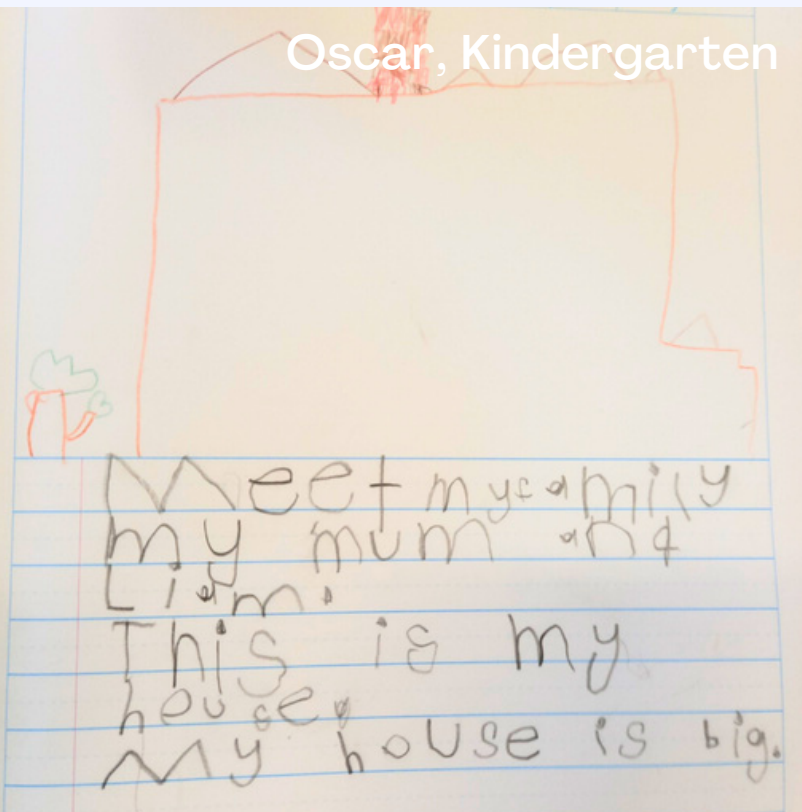 Oscar, Kindergarten
Meet my family
my mum and
Liam.
This is my
house.
My house is big.